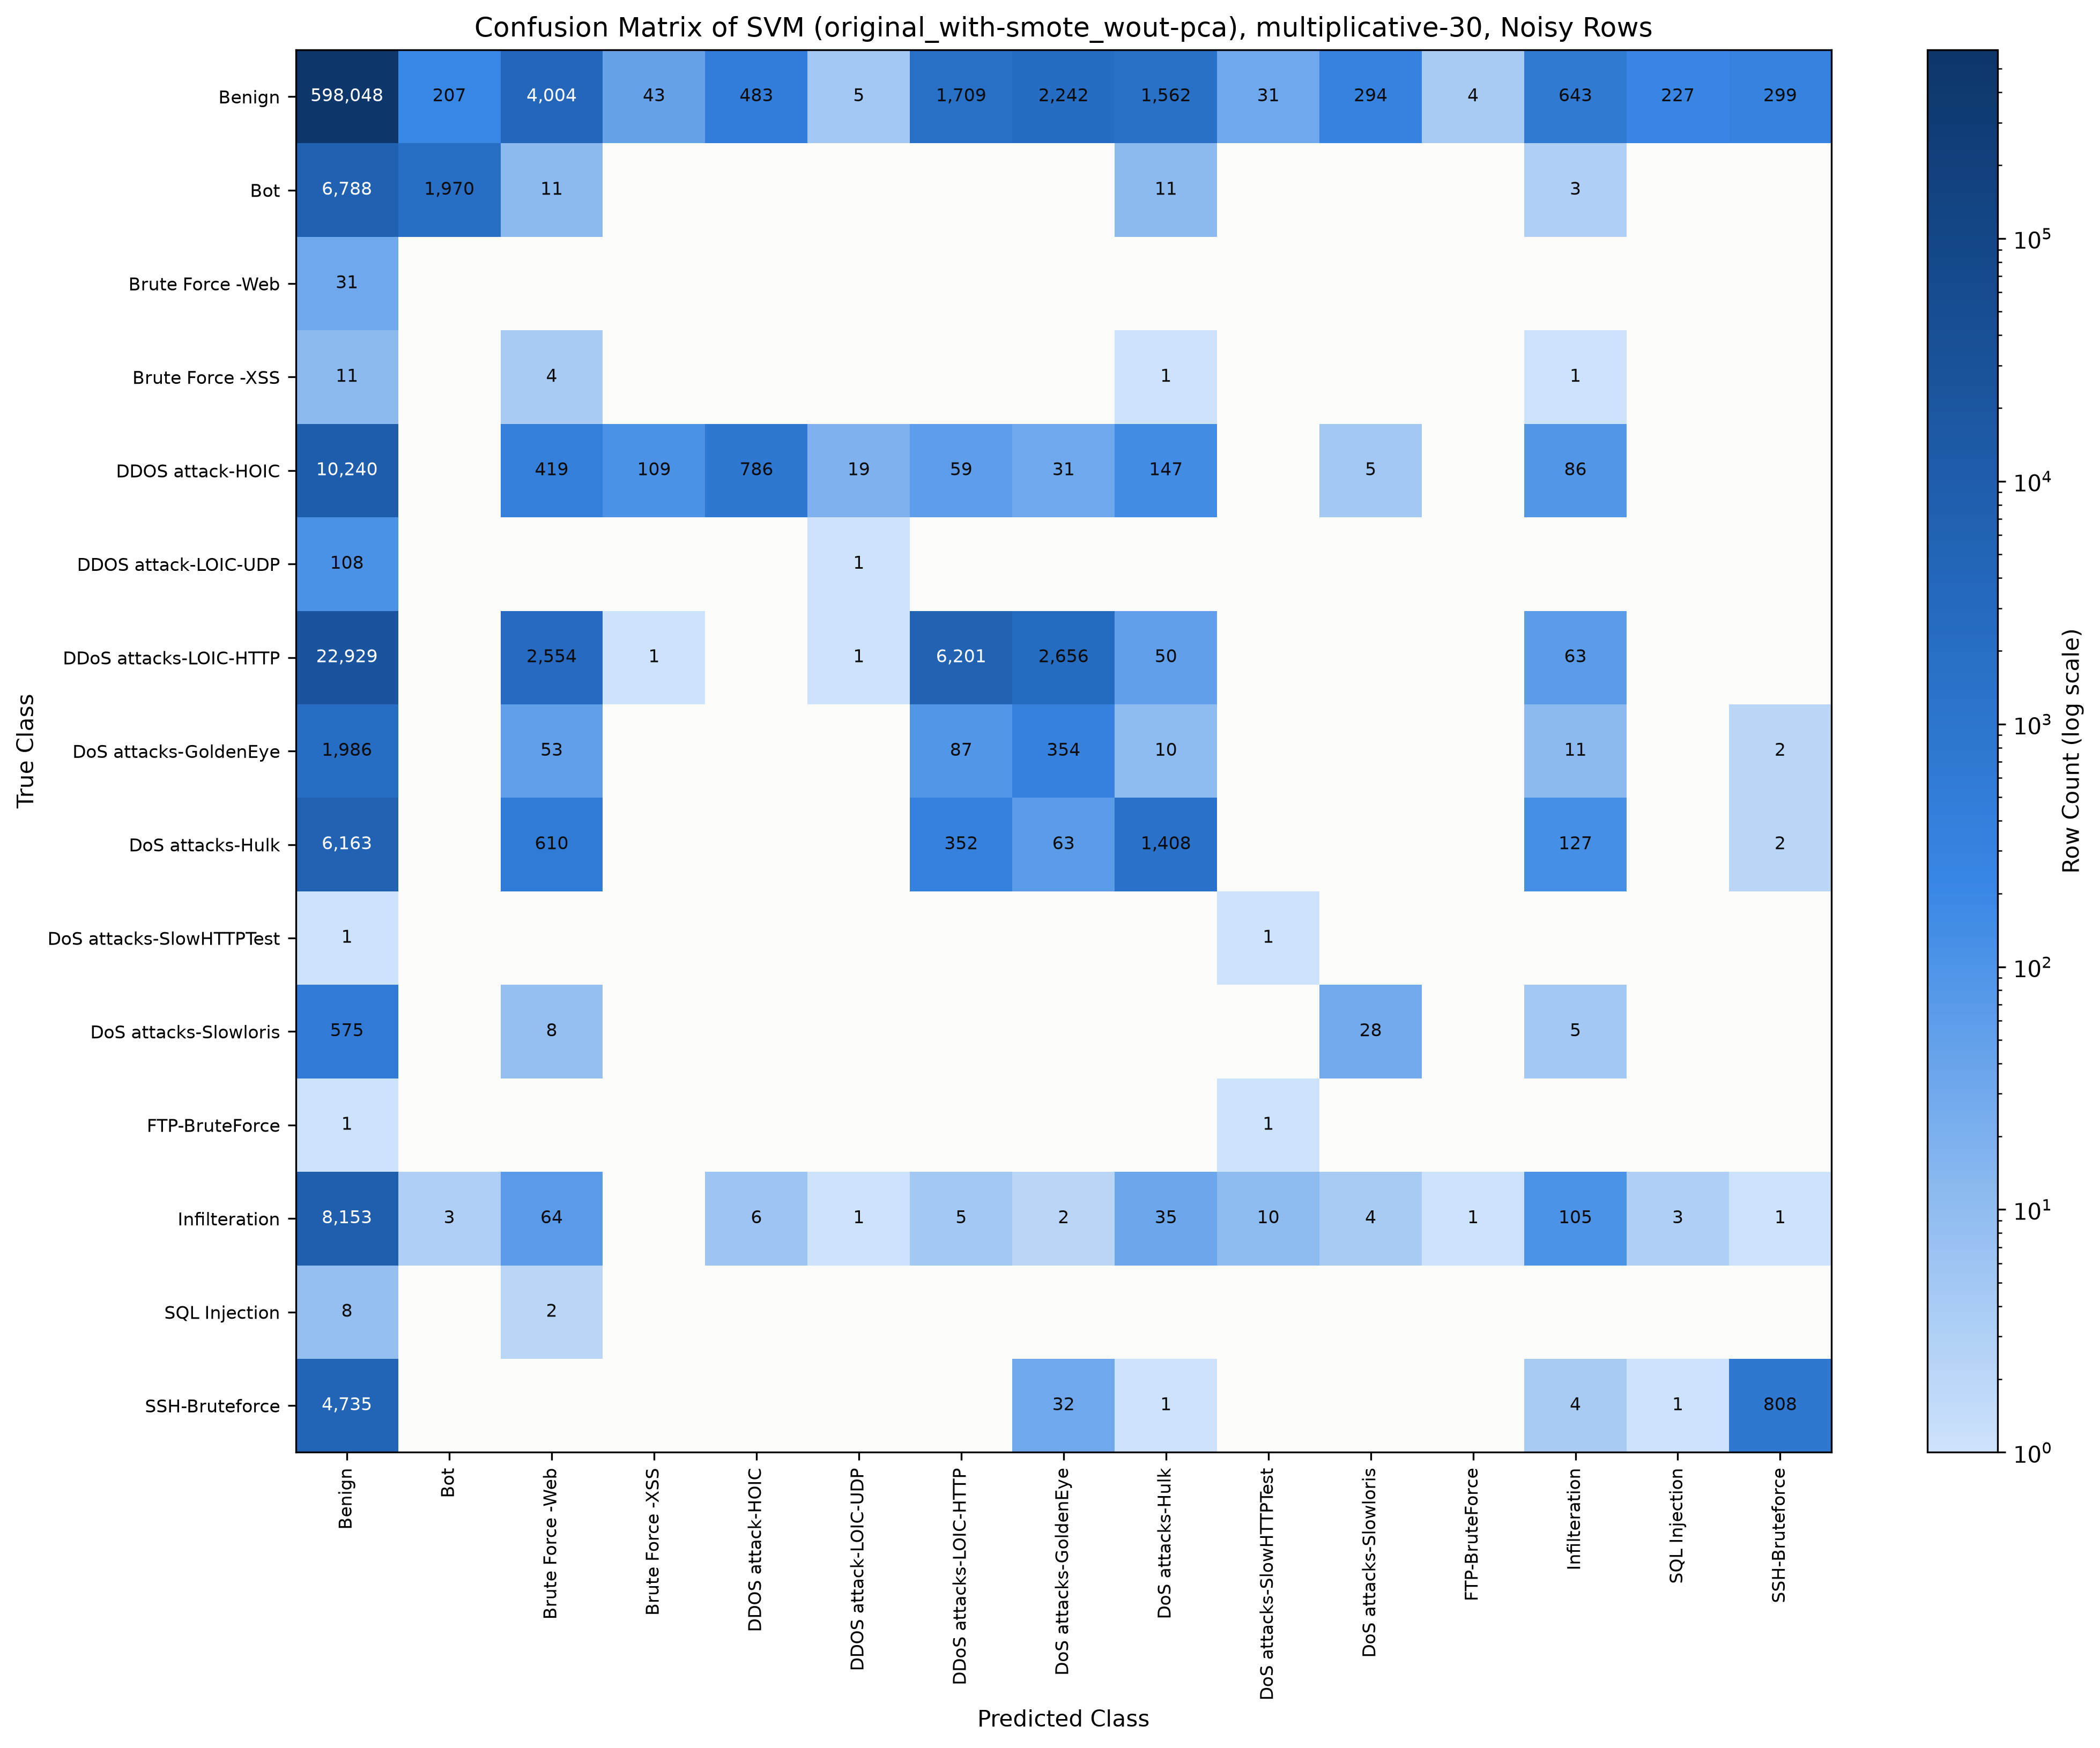 Confusion Matrix of SVM (original_with-smote_wout-pca), multiplicative-30, Noisy Rows
True Class
Benign 598,048 207 4,004 43 483 5 1,709 2,242 1,562 31 294 4 643 227 299
Bot 6,788 1,970 11 11 3
Brute Force -Web 31
Brute Force -XSS 11 4 1 1
DDOS attack-HOIC 10,240 419 109 786 19 59 31 147 5 86
DDOS attack-LOIC-UDP 108 1
DDoS attacks-LOIC-HTTP 22,929 2,554 1 1 6,201 2,656 50 63
DoS attacks-GoldenEye 1,986 53 87 354 10 11 2
DoS attacks-Hulk 6,163 610 352 63 1,408 127 2
DoS attacks-SlowHTTPTest 1 1
DoS attacks-Slowloris 575 8 28 5
FTP-BruteForce 1 1
Infilteration 8,153 3 64 6 1 5 2 35 10 4 1 105 3 1
SQL Injection 8 2
SSH-Bruteforce 4,735 32 1 4 1 808
Benign
Bot
Brute Force -Web
Brute Force -XSS
DDOS attack-HOIC
DDOS attack-LOIC-UDP
DDoS attacks-LOIC-HTTP
DoS attacks-GoldenEye
DoS attacks-Hulk
DoS attacks-SlowHTTPTest
DoS attacks-Slowloris
FTP-BruteForce
Infilteration
SQL Injection
SSH-Bruteforce
Predicted Class
10⁵
10⁴
10³
10²
10¹
10⁰
Row Count (log scale)